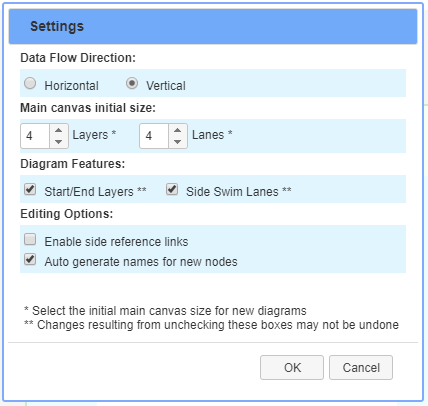 Settings
Data Flow Direction:
Horizontal Vertical
Main canvas initial size:
4 Layers * 4 Lanes *
Diagram Features:
Start/End Layers ** Side Swim Lanes **
Editing Options:
Enable side reference links
Auto generate names for new nodes
* Select the initial main canvas size for new diagrams
** Changes resulting from unchecking these boxes may not be undone
OK Cancel